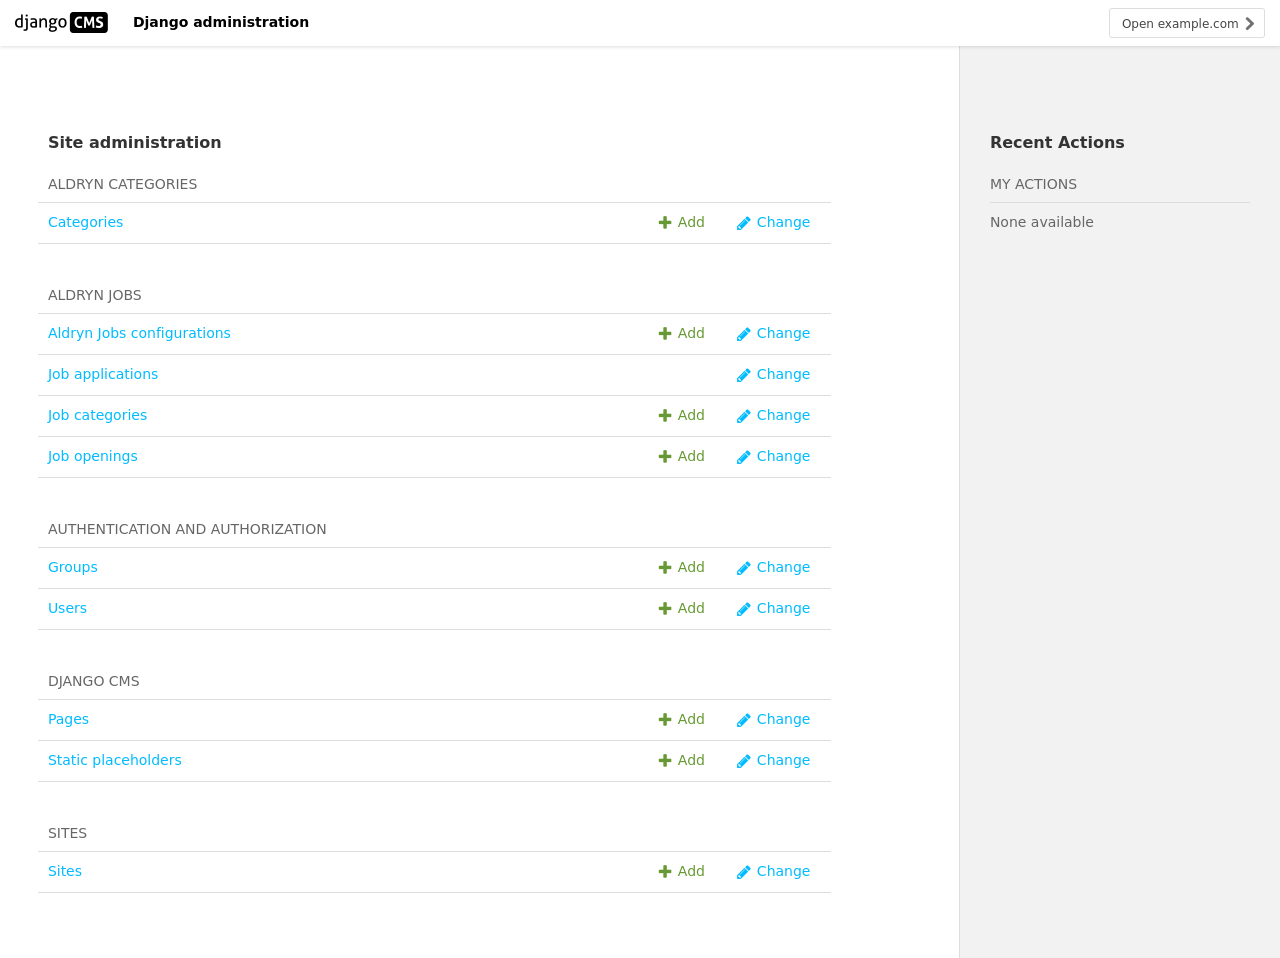 django CMS Django administration Open example.com
Site administration
ALDRYN CATEGORIES
Categories Add Change
ALDRYN JOBS
Aldryn Jobs configurations Add Change
Job applications Change
Job categories Add Change
Job openings Add Change
AUTHENTICATION AND AUTHORIZATION
Groups Add Change
Users Add Change
DJANGO CMS
Pages Add Change
Static placeholders Add Change
SITES
Sites Add Change
Recent Actions
MY ACTIONS
None available